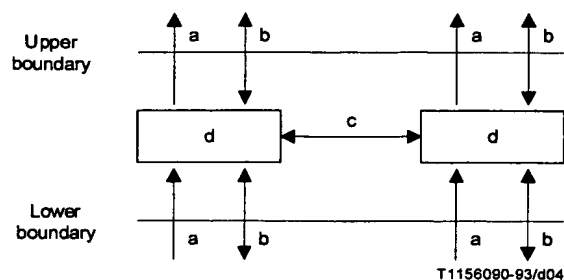 Upper
boundary
a b a b
d c d
Lower
boundary
a b a b
T1156090-93/d04